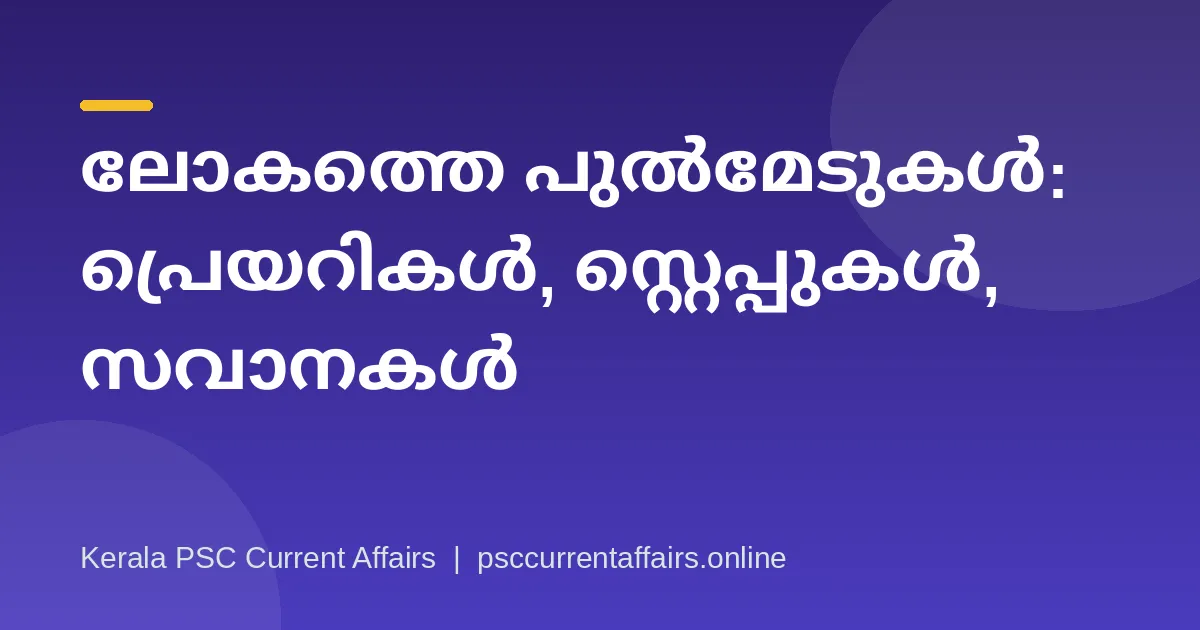 ലോകത്തെ പുൽമേടുകൾ:
പ്രെയറികൾ, സ്റ്റെപ്പുകൾ,
സവാനകൾ
Kerala PSC Current Affairs | psccurrentaffairs.online